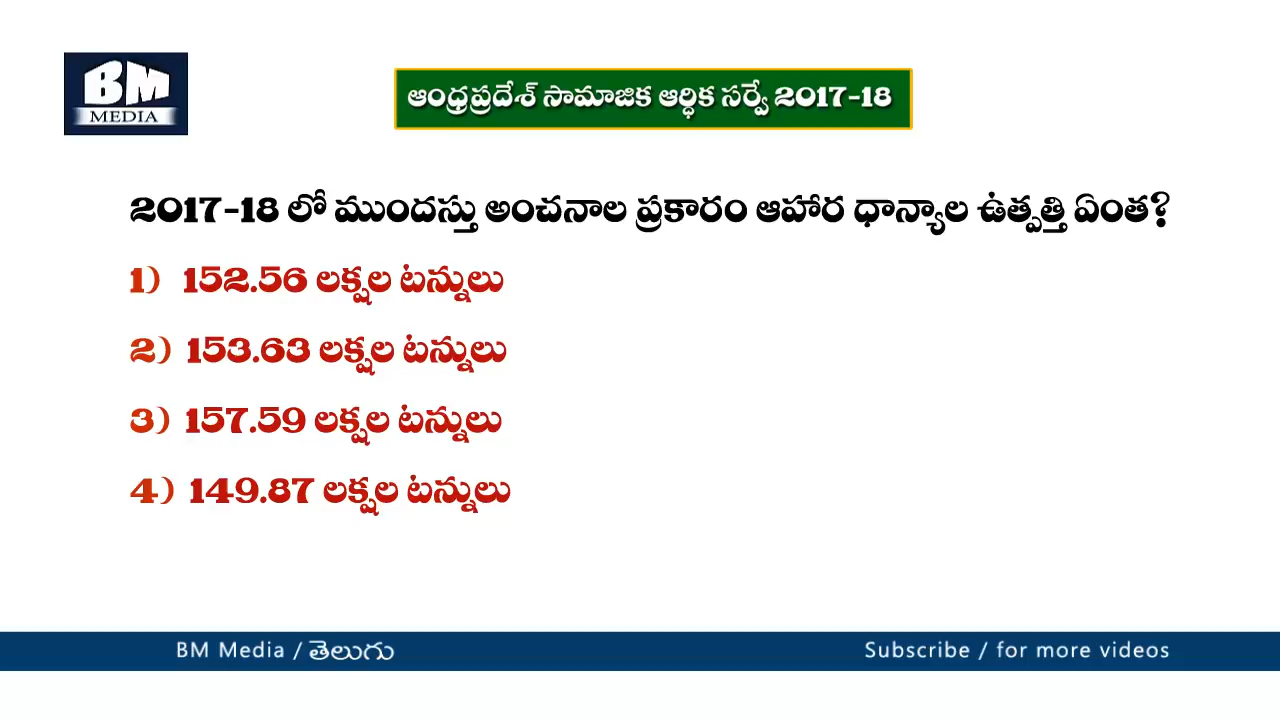 BM
MEDIA
ఆంధ్రప్రదేశ్ సామాజిక ఆర్ధిక సర్వే 2017-18
2017-18 లో ముందస్తు అంచనాల ప్రకారం ఆహార ధాన్యాల ఉత్పత్తి ఏంత?
1) 152.56 లక్షల టన్నులు
2) 153.63 లక్షల టన్నులు
3) 157.59 లక్షల టన్నులు
4) 149.87 లక్షల టన్నులు
BM Media / తెలుగు
Subscribe / for more videos